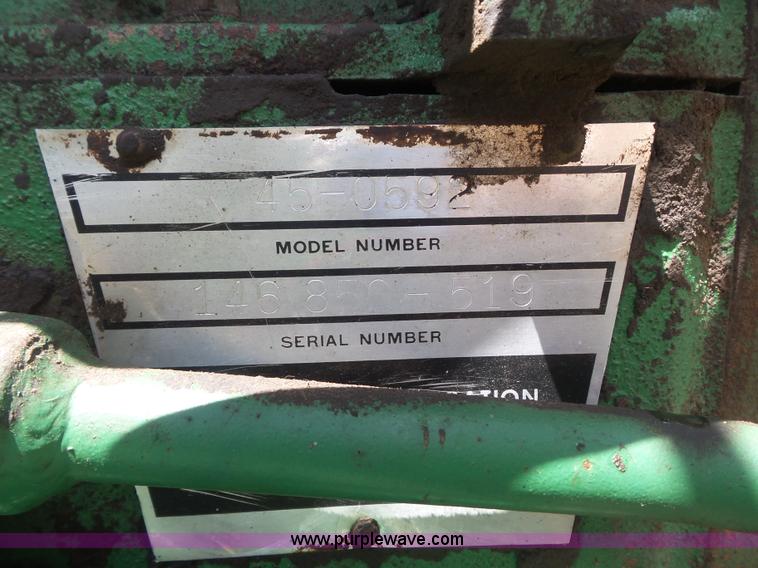 45-0592
MODEL NUMBER
146 850-519
SERIAL NUMBER
www.purplewave.com